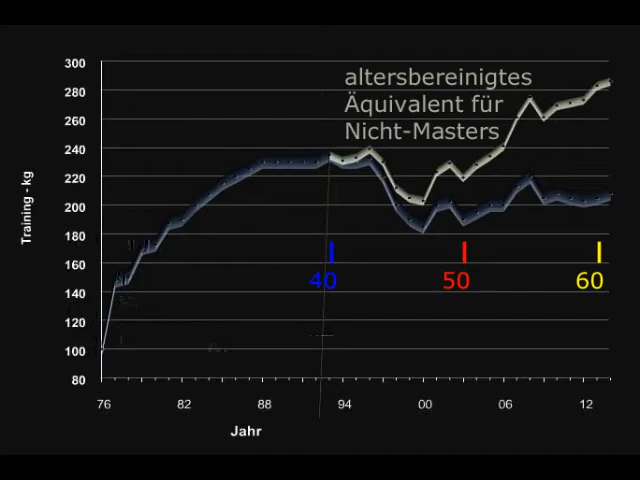 300
280
260
240
220
200
180
160
140
120
100
80
Training - kg
altersbereinigtes
Äquivalent für
Nicht-Masters
40
50
60
76 82 88 94 00 06 12
Jahr